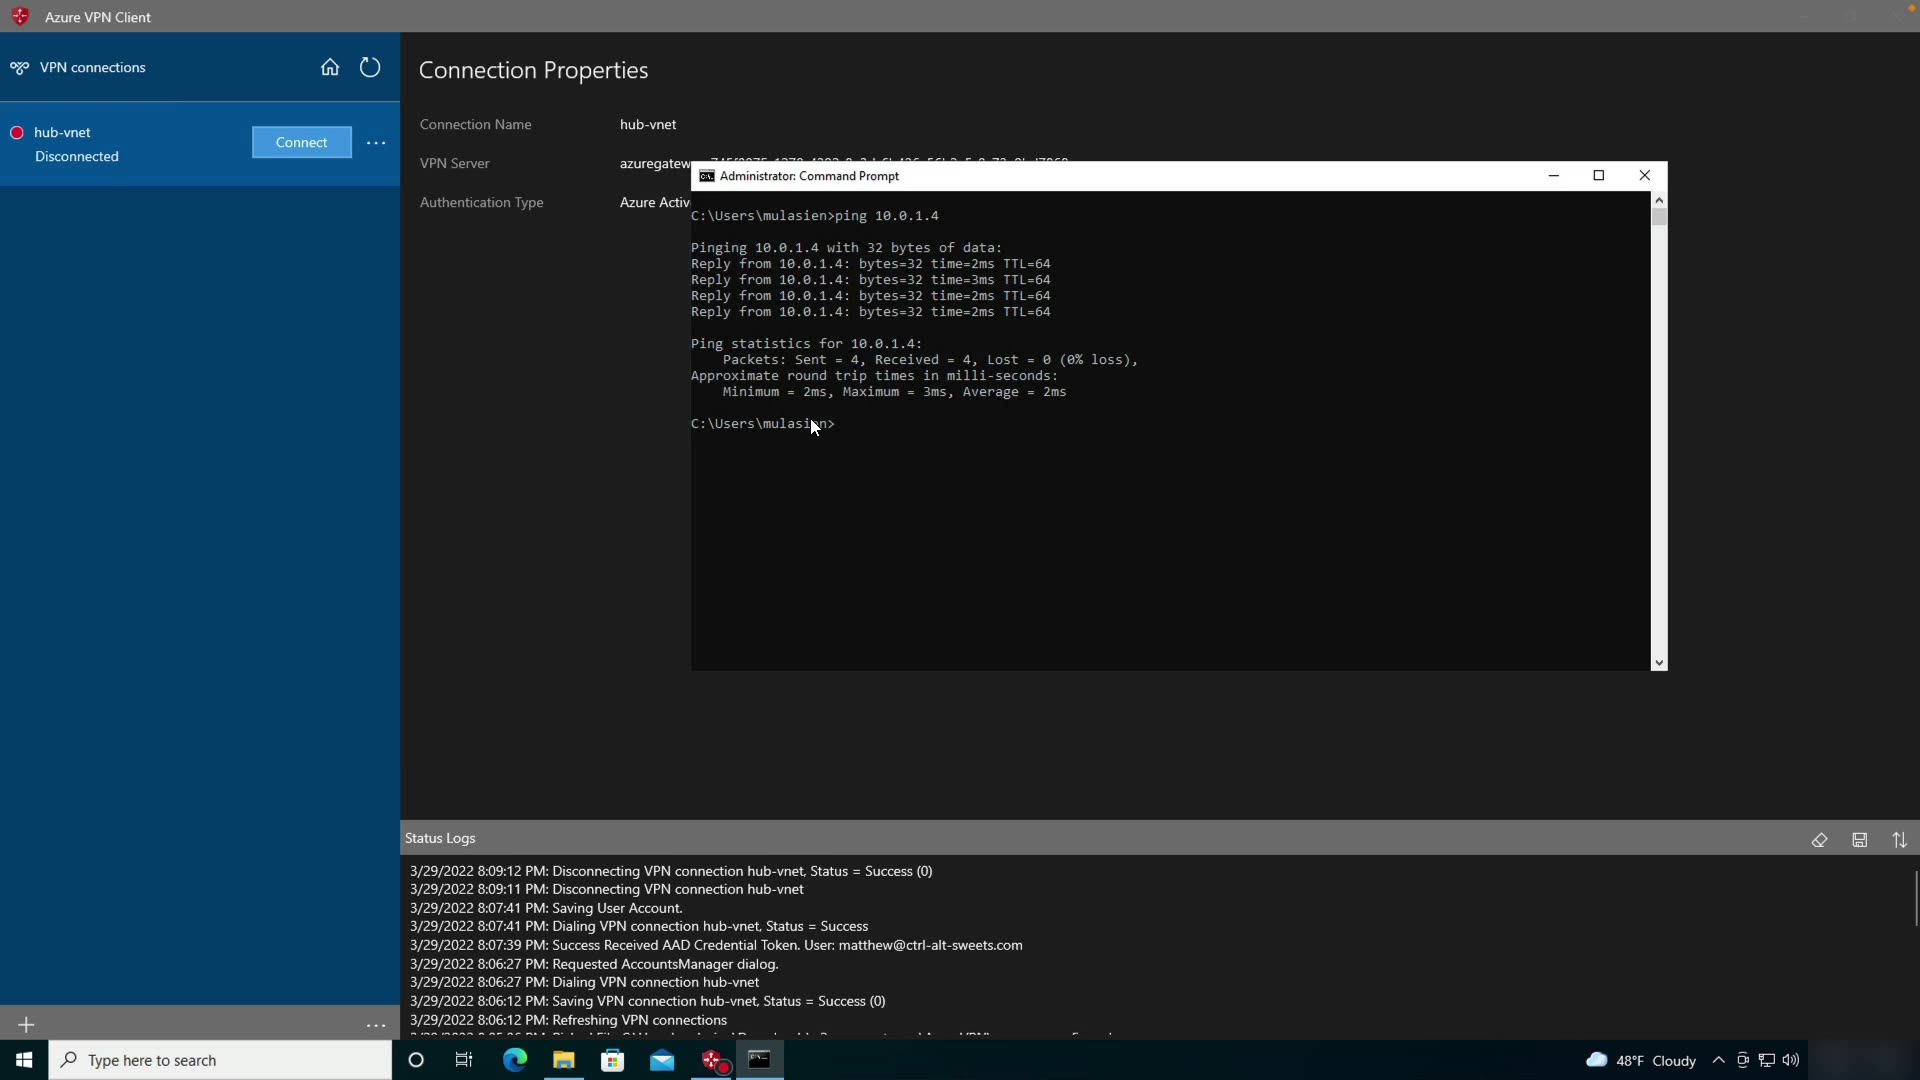 Azure VPN Client
VPN connections
hub-vnet
Disconnected
Connect
Connection Properties
Connection Name
hub-vnet
VPN Server
azuregatew
Authentication Type
Azure Activ
Administrator: Command Prompt
C:\Users\mulasien>ping 10.0.1.4
Pinging 10.0.1.4 with 32 bytes of data:
Reply from 10.0.1.4: bytes=32 time=2ms TTL=64
Reply from 10.0.1.4: bytes=32 time=3ms TTL=64
Reply from 10.0.1.4: bytes=32 time=2ms TTL=64
Reply from 10.0.1.4: bytes=32 time=2ms TTL=64
Ping statistics for 10.0.1.4:
Packets: Sent = 4, Received = 4, Lost = 0 (0% loss),
Approximate round trip times in milli-seconds:
Minimum = 2ms, Maximum = 3ms, Average = 2ms
C:\Users\mulasien>
Status Logs
3/29/2022 8:09:12 PM: Disconnecting VPN connection hub-vnet, Status = Success (0)
3/29/2022 8:09:11 PM: Disconnecting VPN connection hub-vnet
3/29/2022 8:07:41 PM: Saving User Account.
3/29/2022 8:07:41 PM: Dialing VPN connection hub-vnet, Status = Success
3/29/2022 8:07:39 PM: Success Received AAD Credential Token. User: matthew@ctrl-alt-sweets.com
3/29/2022 8:06:27 PM: Requested AccountsManager dialog.
3/29/2022 8:06:27 PM: Dialing VPN connection hub-vnet
3/29/2022 8:06:12 PM: Saving VPN connection hub-vnet, Status = Success (0)
3/29/2022 8:06:12 PM: Refreshing VPN connections
Type here to search
48°F Cloudy